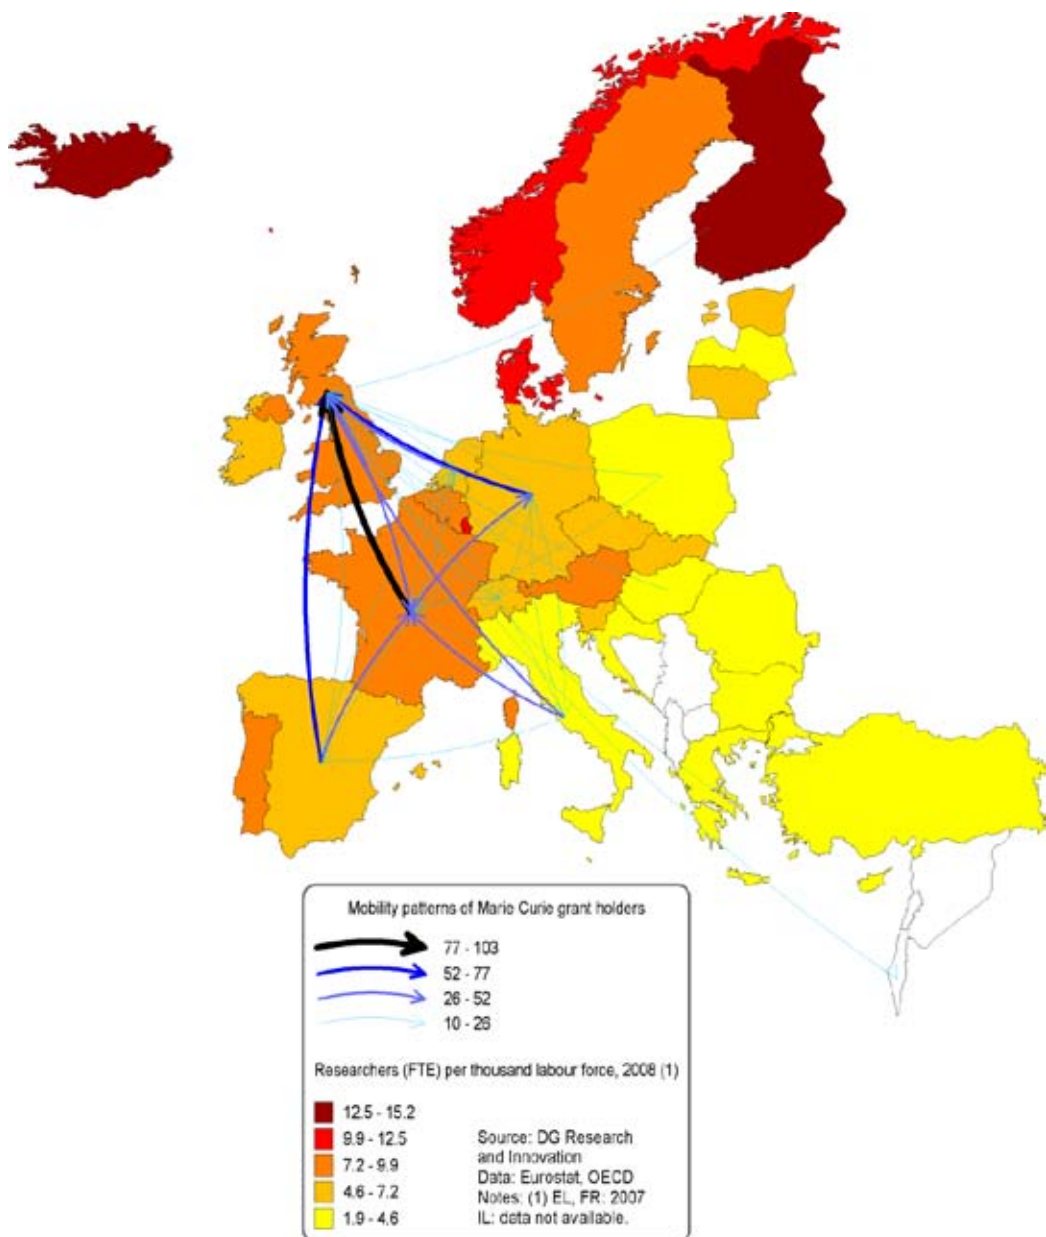 Mobility patterns of Marie Curie grant holders
77 - 103
52 - 77
26 - 52
10 - 26
Researchers (FTE) per thousand labour force, 2008 (1)
12.5 - 15.2
9.9 - 12.5
7.2 - 9.9
4.6 - 7.2
1.9 - 4.6
Source: DG Research
and Innovation
Data: Eurostat, OECD
Notes: (1) EL, FR: 2007
IL: data not available.